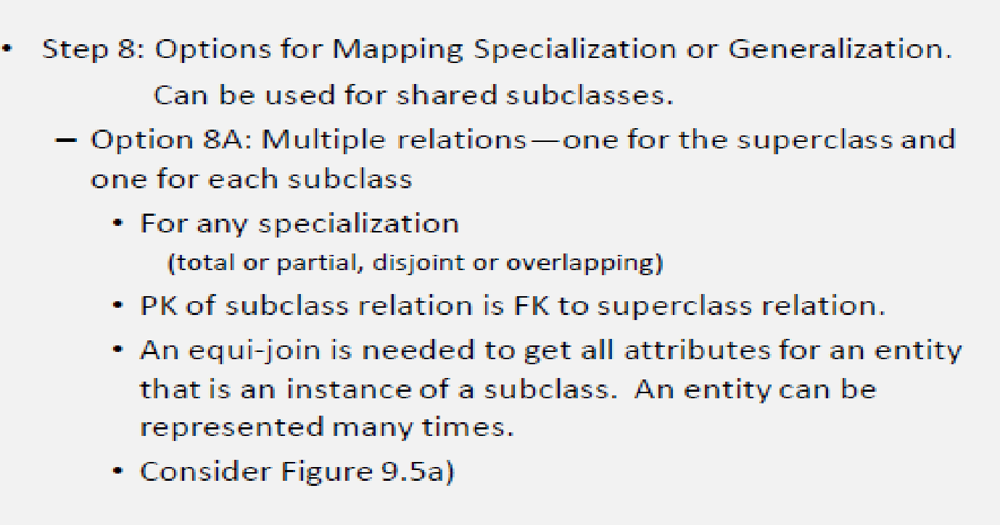 • Step 8: Options for Mapping Specialization or Generalization.
Can be used for shared subclasses.
– Option 8A: Multiple relations—one for the superclass and
one for each subclass
• For any specialization
(total or partial, disjoint or overlapping)
• PK of subclass relation is FK to superclass relation.
• An equi-join is needed to get all attributes for an entity
that is an instance of a subclass.  An entity can be
represented many times.
• Consider Figure 9.5a)